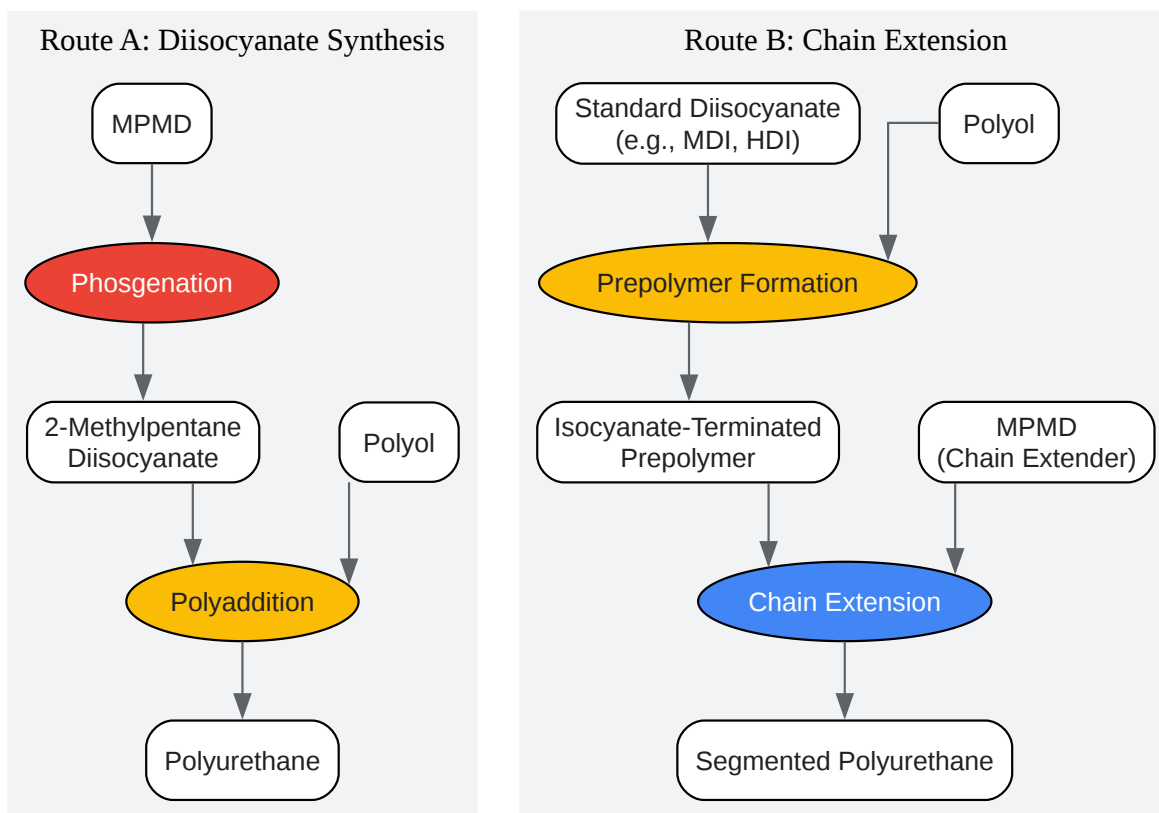 Route A: Diisocyanate Synthesis
MPMD
Phosgenation
2-Methylpentane
Diisocyanate
Polyol
Polyaddition
Polyurethane
Route B: Chain Extension
Standard Diisocyanate
(e.g., MDI, HDI)
Polyol
Prepolymer Formation
Isocyanate-Terminated
Prepolymer
MPMD
(Chain Extender)
Chain Extension
Segmented Polyurethane